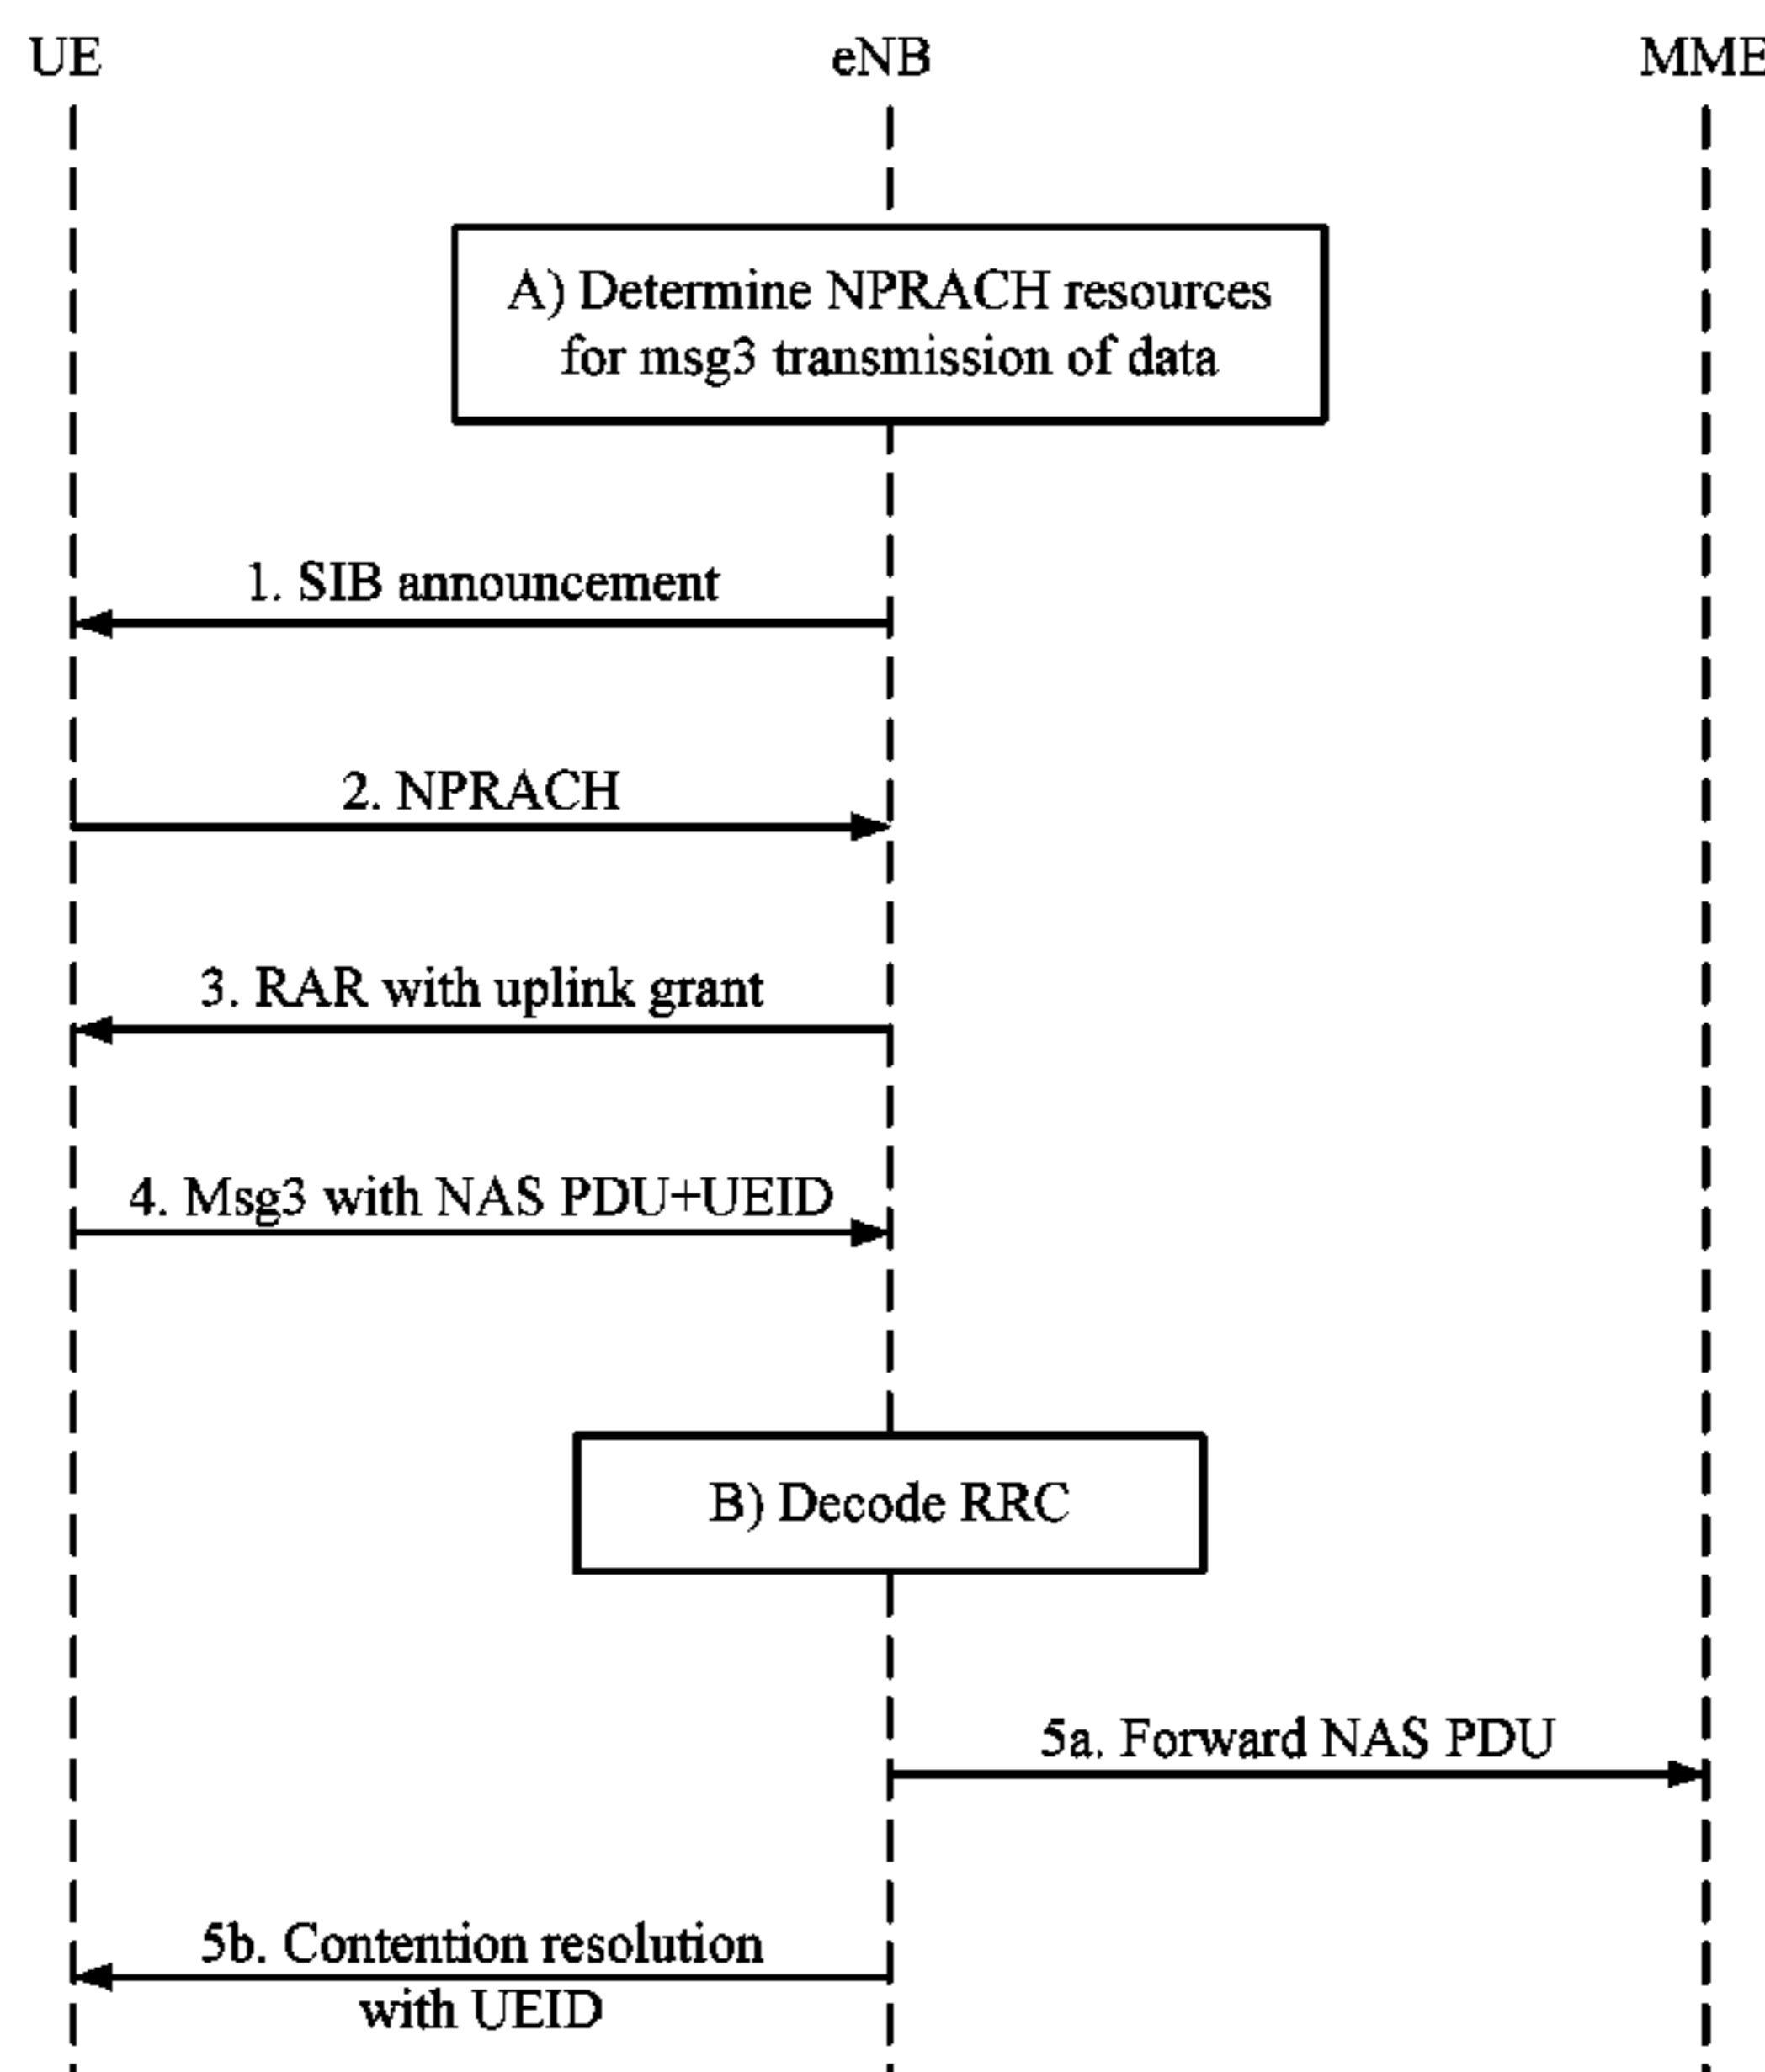 UE eNB MME
A) Determine NPRACH resources
for msg3 transmission of data
1. SIB announcement
2. NPRACH
3. RAR with uplink grant
4. Msg3 with NAS PDU+UEID
B) Decode RRC
5a. Forward NAS PDU
5b. Contention resolution
with UEID